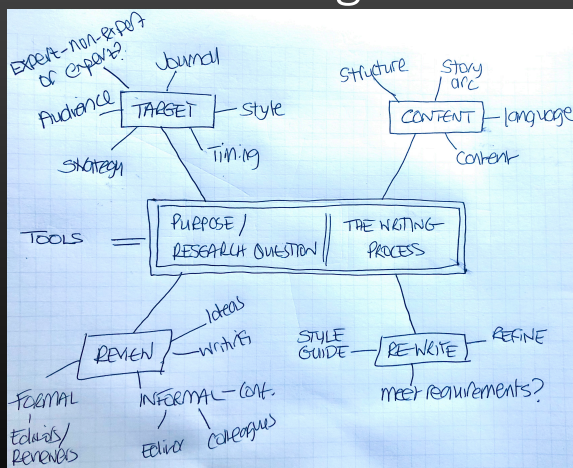 Expert-non-expert
or expert?
Journal
Audience
TARGET
Style
Strategy
Timing
Structure
Story
arc
CONTENT
language
Content
TOOLS
PURPOSE/
RESEARCH QUESTION
THE WRITING
PROCESS
REVIEW
Ideas
Writing
FORMAL
Editors/
Reviewers
INFORMAL - Conf.
Editor
Colleagues
STYLE
GUIDE
RE-WRITE
REFINE
meet requirements?